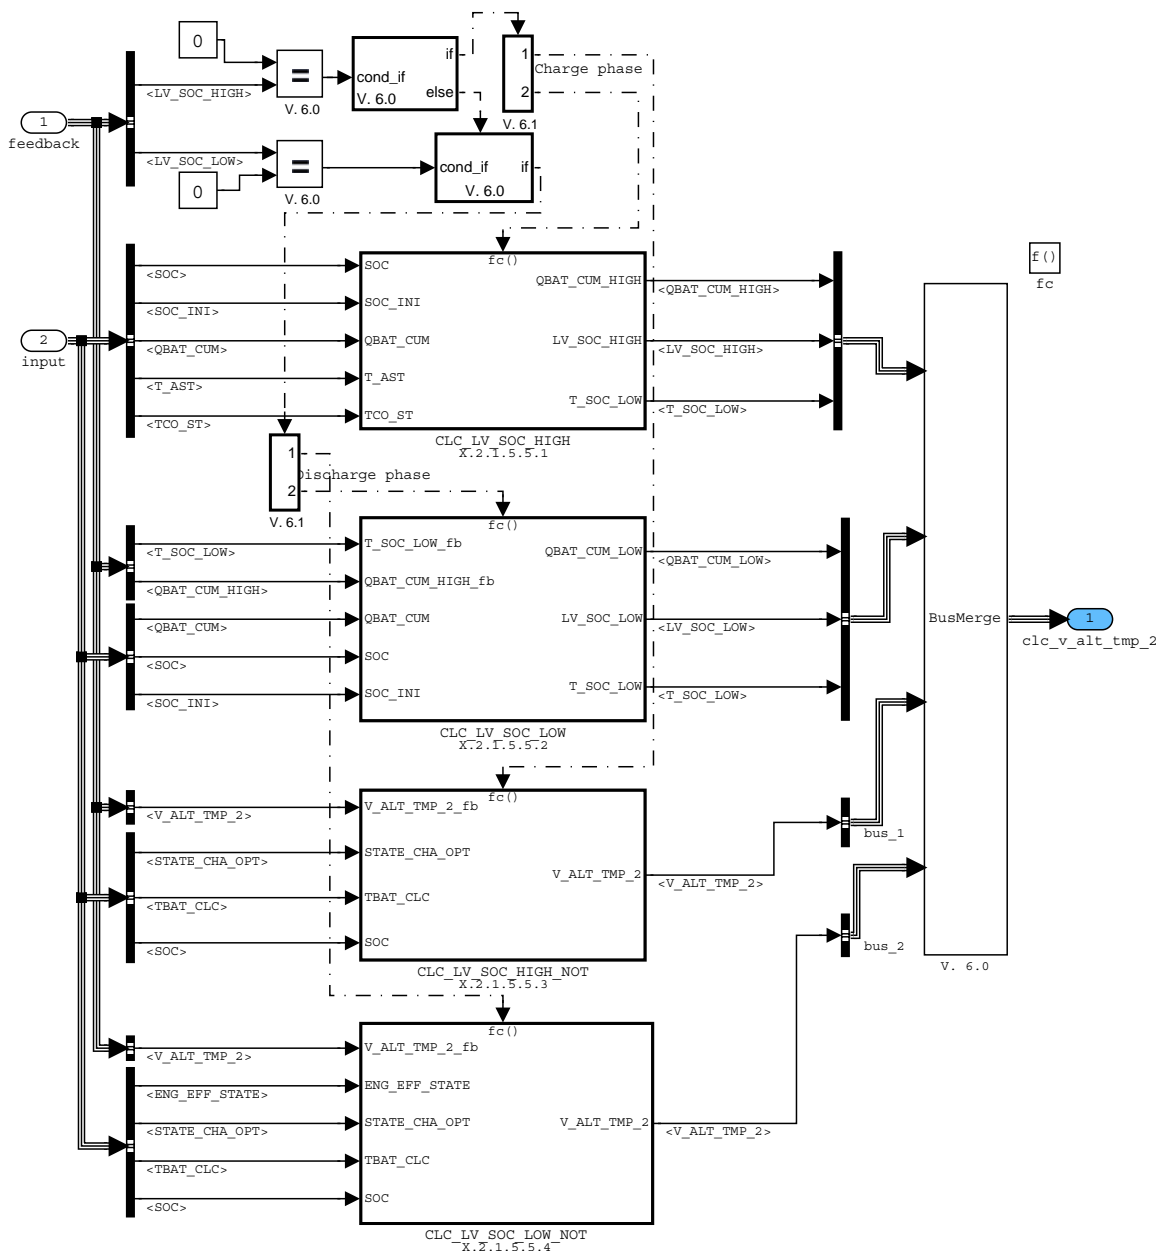 0
if
1
Charge phase
cond_if
=
<LV_SOC_HIGH>
V. 6.0
else
2
V. 6.0
1
V. 6.1
feedback
<LV_SOC_LOW>
=
cond_if
if
0
V. 6.0
V. 6.0
fc()
f()
SOC
<SOC>
QBAT_CUM_HIGH
<QBAT_CUM_HIGH>
fc
SOC_INI
<SOC_INI>
2
QBAT_CUM
LV_SOC_HIGH
<QBAT_CUM>
<LV_SOC_HIGH>
input
T_AST
<T_AST>
T_SOC_LOW
<T_SOC_LOW>
TCO_ST
<TCO_ST>
CLC_LV_SOC_HIGH
X.2.1.5.5.1
1
Discharge phase
2
V. 6.1
fc()
T_SOC_LOW_fb
<T_SOC_LOW>
QBAT_CUM_LOW
<QBAT_CUM_LOW>
QBAT_CUM_HIGH_fb
<QBAT_CUM_HIGH>
QBAT_CUM
LV_SOC_LOW
<QBAT_CUM>
<LV_SOC_LOW>
BusMerge
1
clc_v_alt_tmp_2
SOC
<SOC>
SOC_INI
T_SOC_LOW
<SOC_INI>
<T_SOC_LOW>
CLC_LV_SOC_LOW
X.2.1.5.5.2
fc()
V_ALT_TMP_2_fb
<V_ALT_TMP_2>
bus_1
STATE_CHA_OPT
<STATE_CHA_OPT>
V_ALT_TMP_2
<V_ALT_TMP_2>
TBAT_CLC
<TBAT_CLC>
SOC
<SOC>
bus_2
V. 6.0
CLC_LV_SOC_HIGH_NOT
X.2.1.5.5.3
fc()
V_ALT_TMP_2_fb
<V_ALT_TMP_2>
ENG_EFF_STATE
<ENG_EFF_STATE>
STATE_CHA_OPT
V_ALT_TMP_2
<STATE_CHA_OPT>
<V_ALT_TMP_2>
TBAT_CLC
<TBAT_CLC>
SOC
<SOC>
CLC_LV_SOC_LOW_NOT
X.2.1.5.5.4